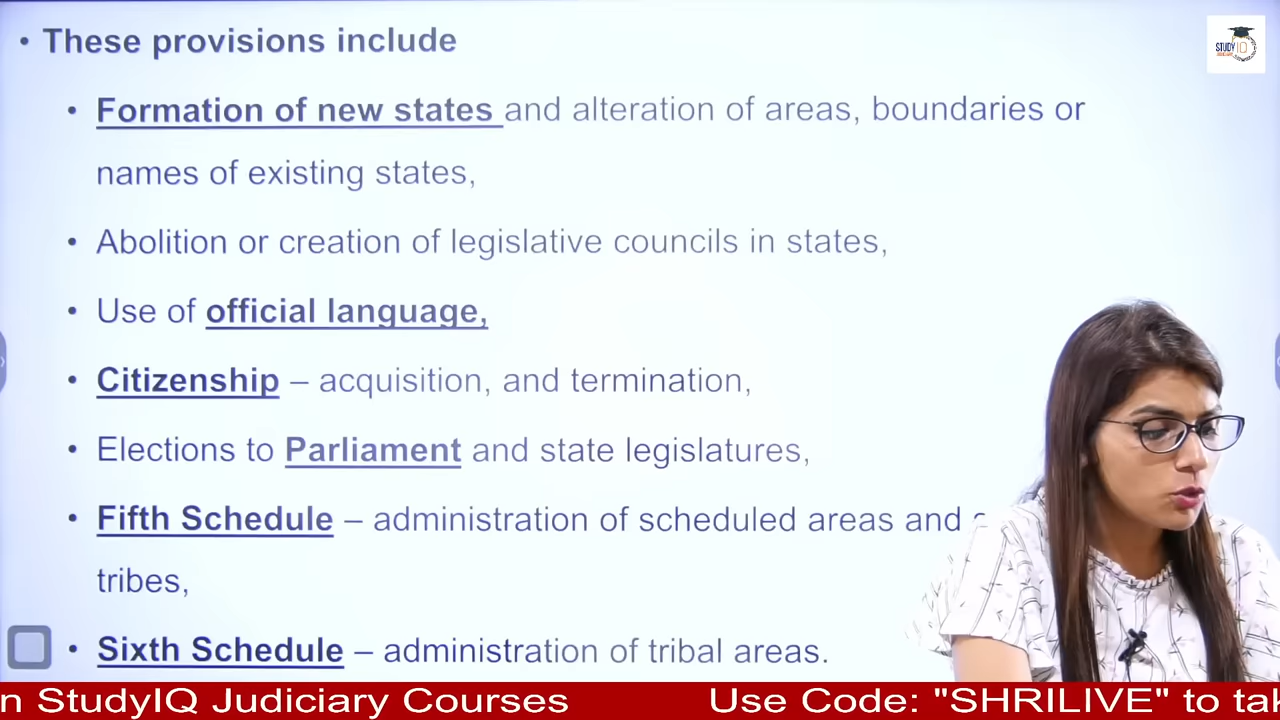 • These provisions include
STUDY IQ
• Formation of new states and alteration of areas, boundaries or
names of existing states,
• Abolition or creation of legislative councils in states,
• Use of official language,
• Citizenship – acquisition, and termination,
• Elections to Parliament and state legislatures,
• Fifth Schedule – administration of scheduled areas and
tribes,
• Sixth Schedule – administration of tribal areas.
n StudyIQ Judiciary Courses Use Code: "SHRILIVE" to tak